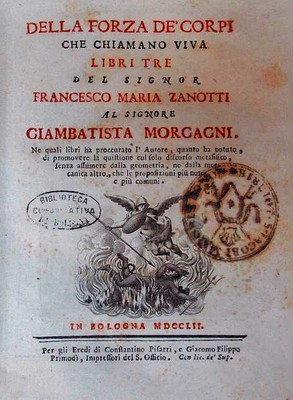 DELLA FORZA DE' CORPI
CHE CHIAMANO VIVA
LIBRI TRE
DEL SIGNOR
FRANCESCO MARIA ZANOTTI
AL SIGNORE
GIAMBATISTA MORGAGNI.
Ne quali libri ha proccurato l' Autore, quanto ha potuto,
di promovere la quistione col solo discorso metafisico,
senza assumere dalla geometria, ne dalla mec-
canica altro, che le proposizioni più note,
e più comuni.
BIBLIOTECA
IN BOLOGNA MDCCLII.
Per gli Eredi di Costantino Pisarri, e Giacomo Filippo
Primodì, Impressori del S. Officio. Con lic. de' Sup.